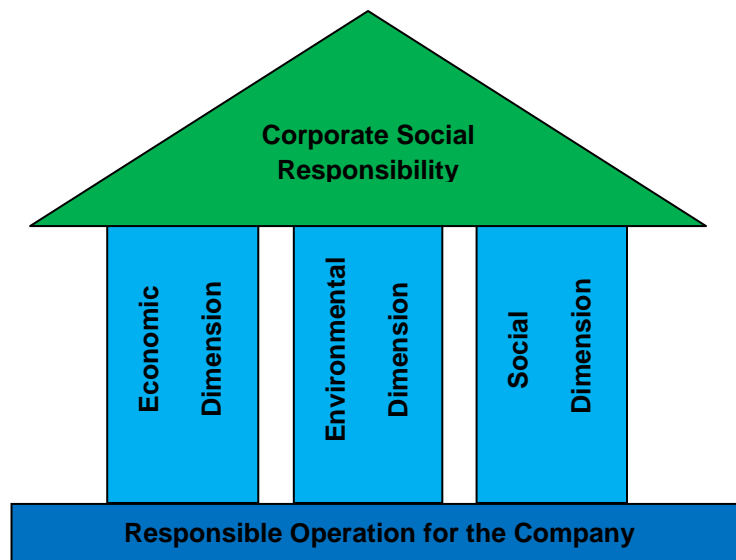 Corporate Social
Responsibility
Economic
Dimension
Environmental
Dimension
Social
Dimension
Responsible Operation for the Company